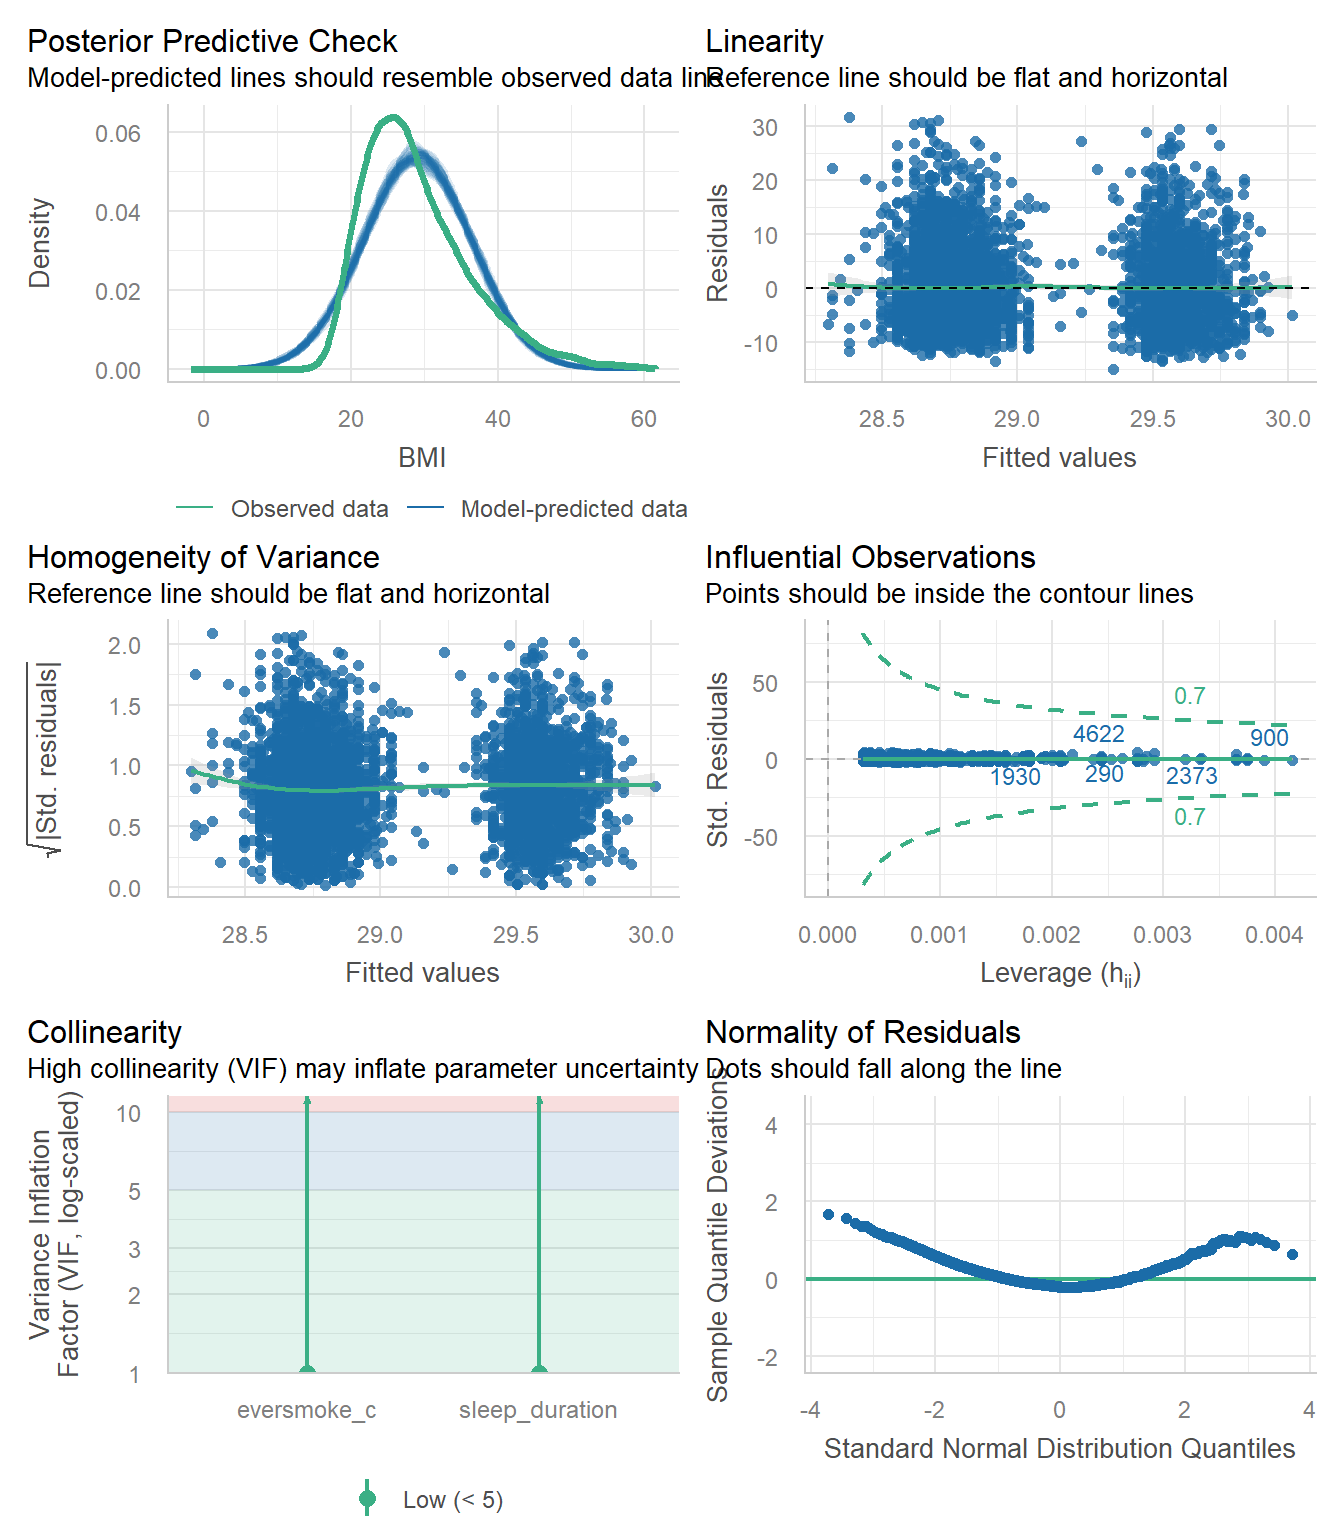 Posterior Predictive Check
Model-predicted lines should resemble observed data line
Density
0.06
0.04
0.02
0.00
0
20
40
60
BMI
Observed data
Model-predicted data
Linearity
Reference line should be flat and horizontal
Residuals
30
20
10
0
-10
28.5
29.0
29.5
30.0
Fitted values
Homogeneity of Variance
Reference line should be flat and horizontal
√|Std. residuals|
2.0
1.5
1.0
0.5
0.0
28.5
29.0
29.5
30.0
Fitted values
Influential Observations
Points should be inside the contour lines
Std. Residuals
50
0
-50
0.7
4622
900
1930
290
2373
0.7
0.000
0.001
0.002
0.003
0.004
Leverage (hii)
Collinearity
High collinearity (VIF) may inflate parameter uncertainty
Variance Inflation
Factor (VIF, log-scaled)
10
5
3
2
1
eversmoke_c
sleep_duration
Low (< 5)
Normality of Residuals
Dots should fall along the line
Sample Quantile Deviations
4
2
0
-2
-4
-2
0
2
4
Standard Normal Distribution Quantiles